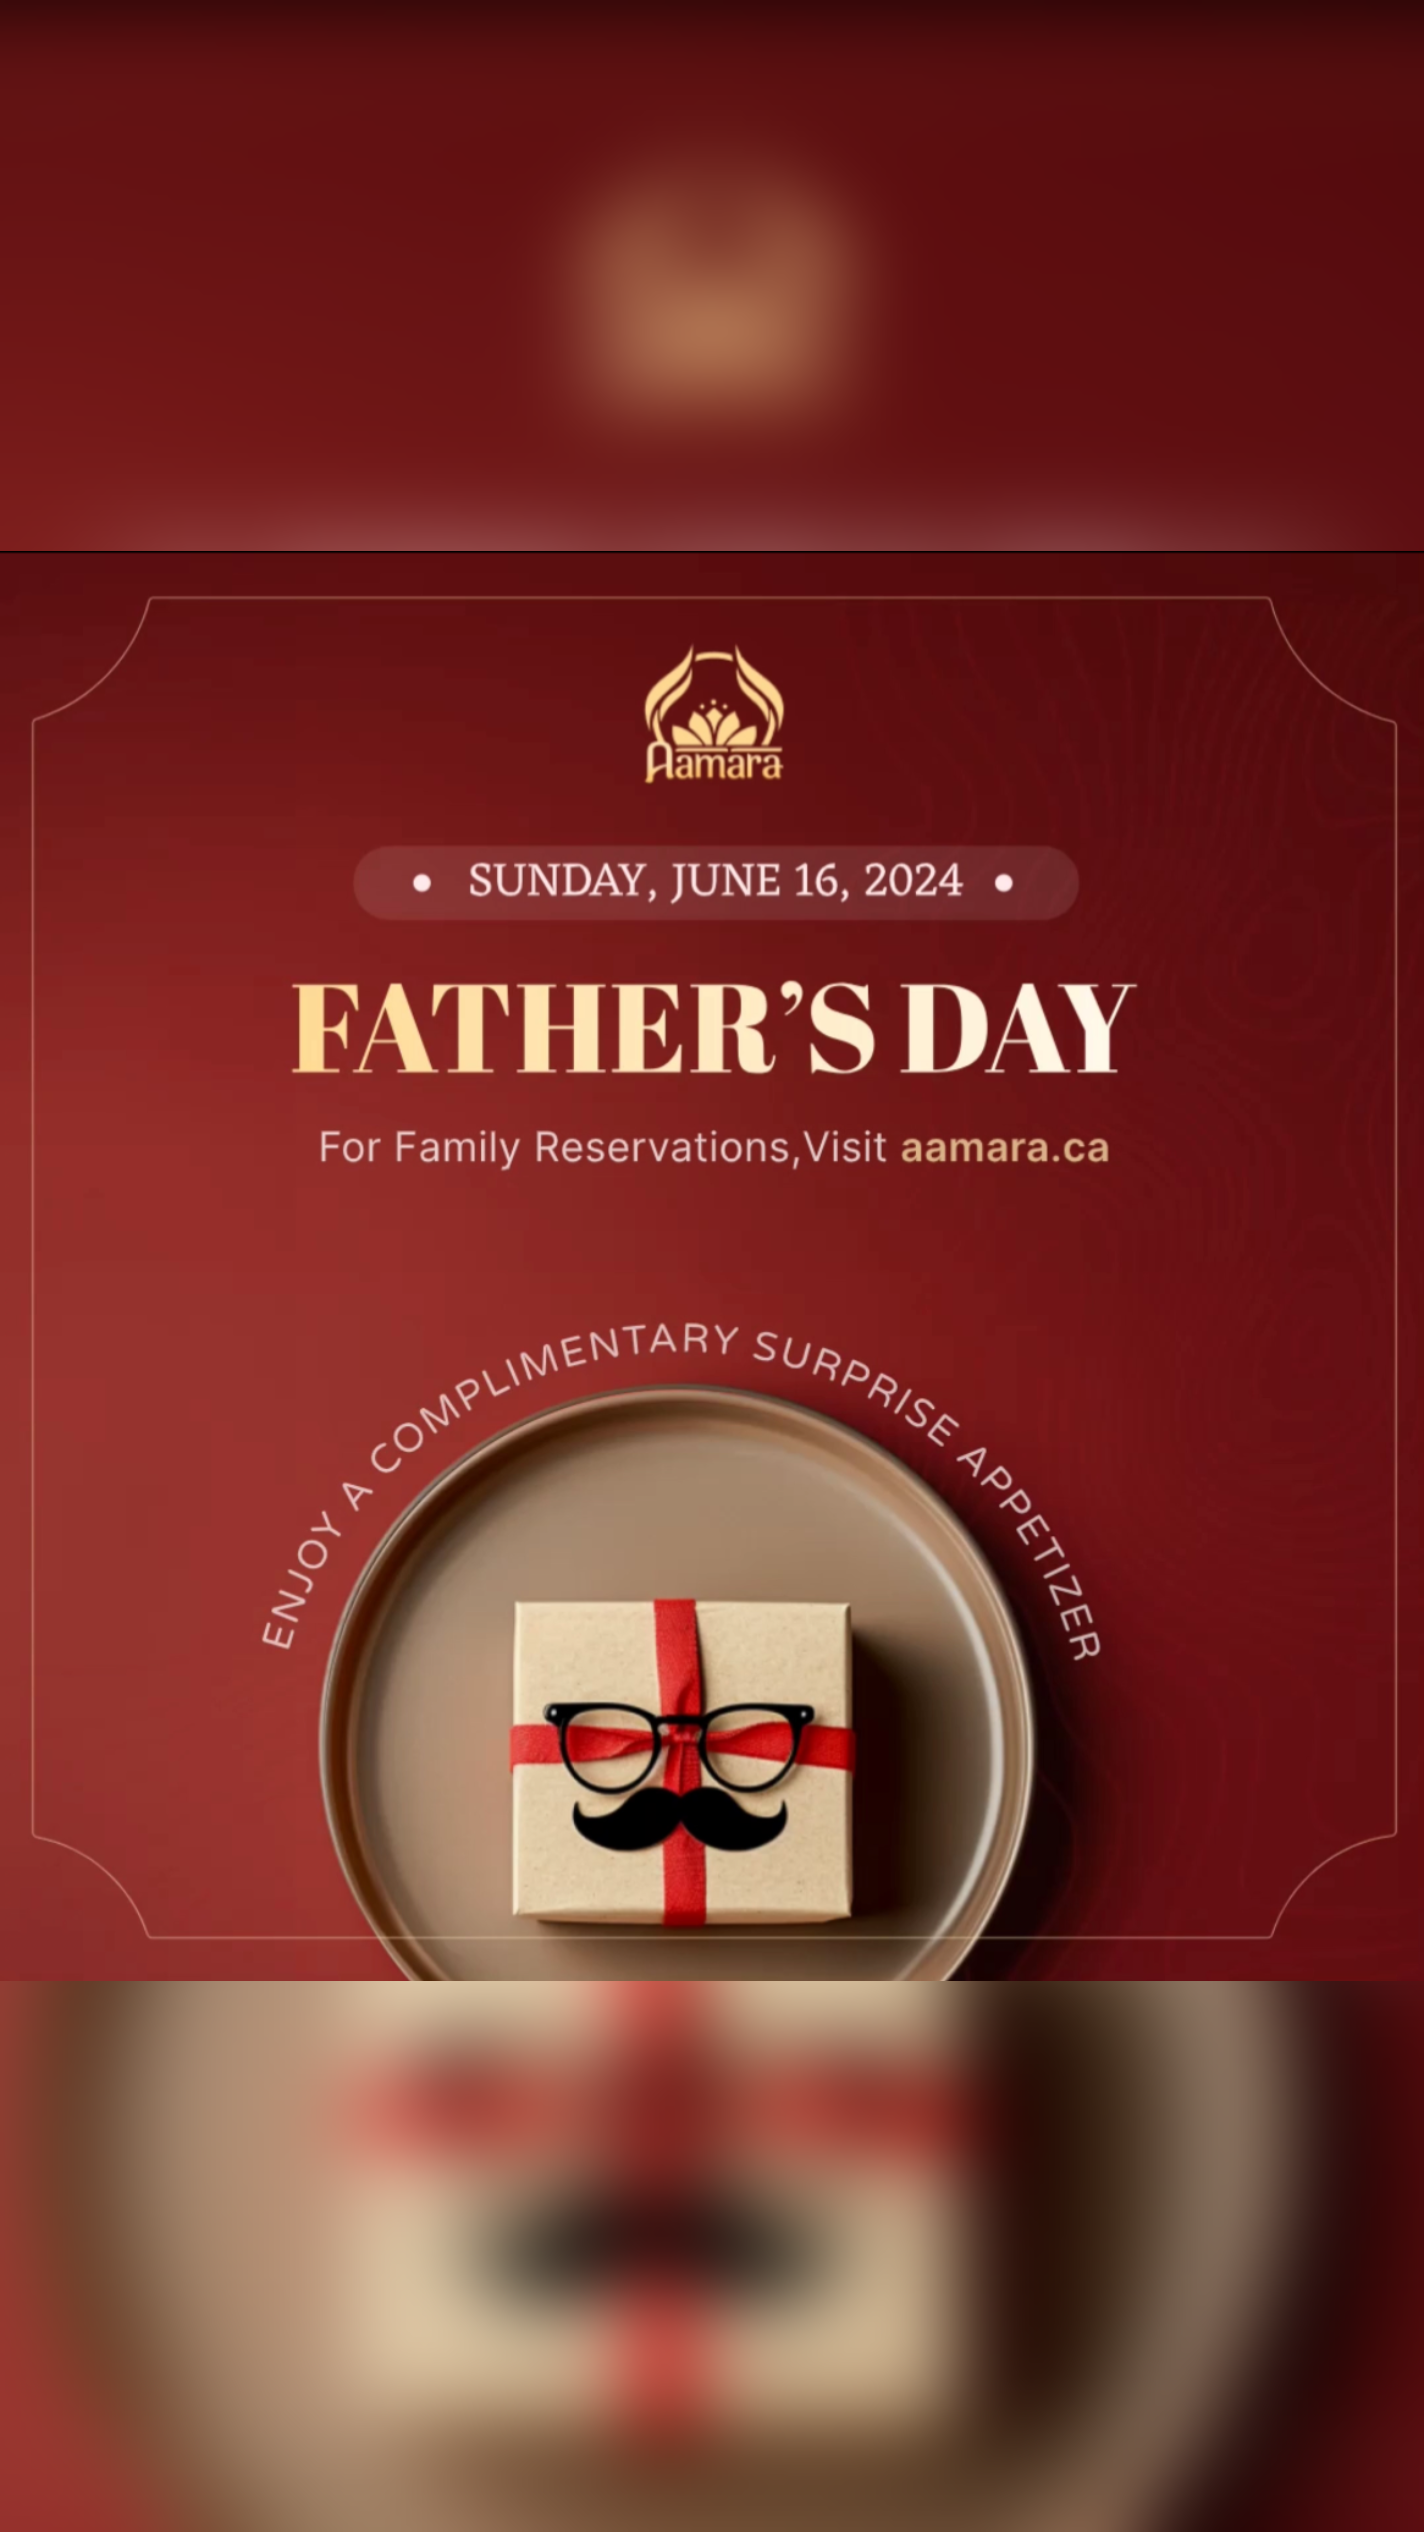 Aamara
• SUNDAY, JUNE 16, 2024 •
FATHER’S DAY
For Family Reservations,Visit aamara.ca
ENJOY A COMPLIMENTARY SURPRISE APPETIZER